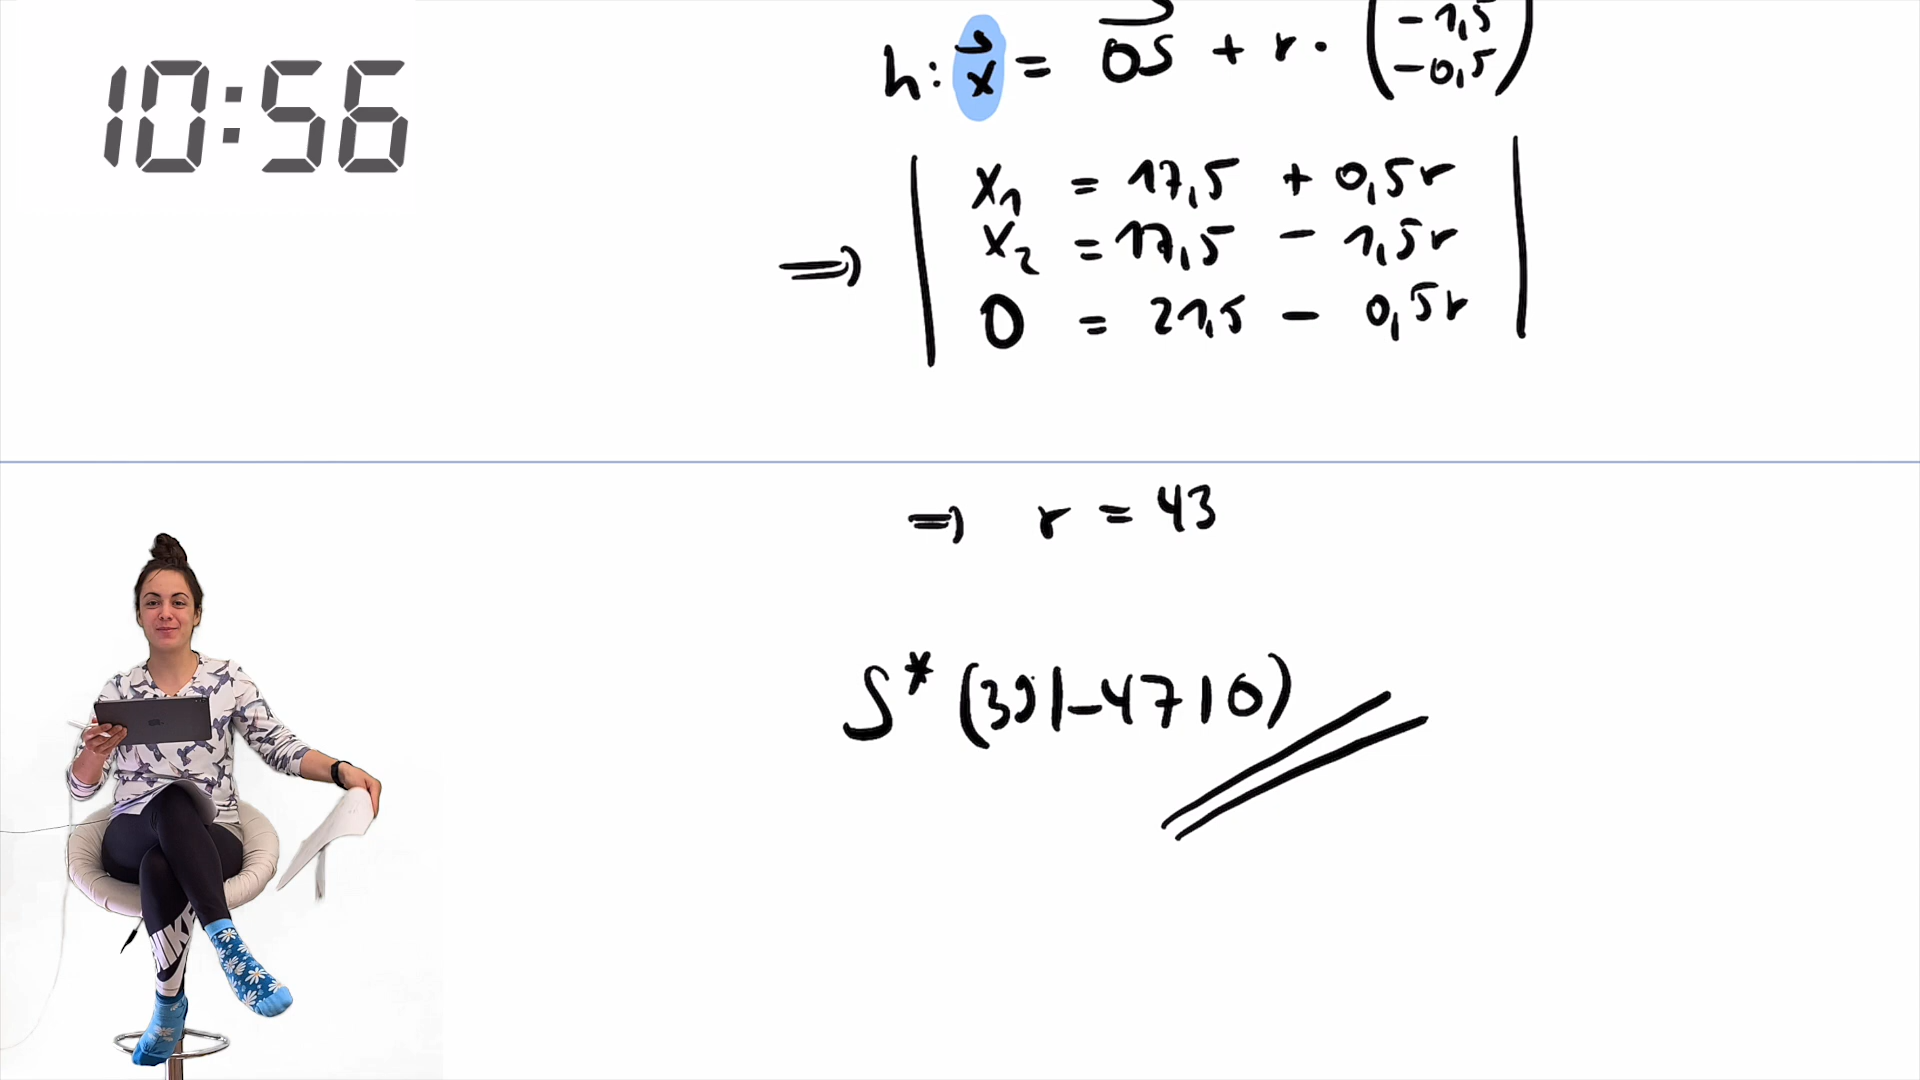 10:56
h: x⃗ = OS⃗ + r · ( -1,5
-0,5 )
x₁ = 17,5 + 0,5r
x₂ = 17,5 - 1,5r
⇒
0 = 21,5 - 0,5r
⇒ r = 43
S* (39|-47|0)
NIKE